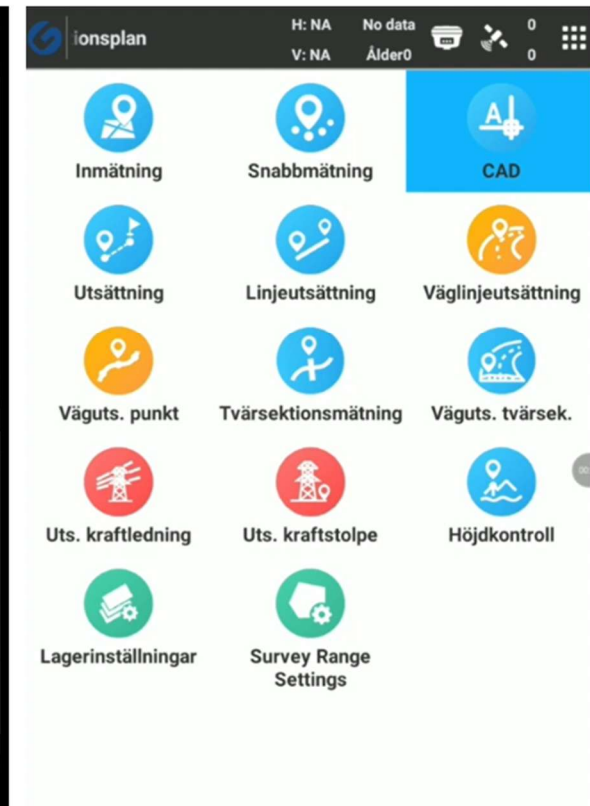 ionsplan
H: NA No data 0
V: NA Ålder0 0
Inmätning Snabbmätning CAD
Utsättning Linjeutsättning Väglinjeutsättning
Väguts. punkt Tvärsektionsmätning Väguts. tvärsek.
Uts. kraftledning Uts. kraftstolpe Höjdkontroll
Lagerinställningar Survey Range
Settings
00